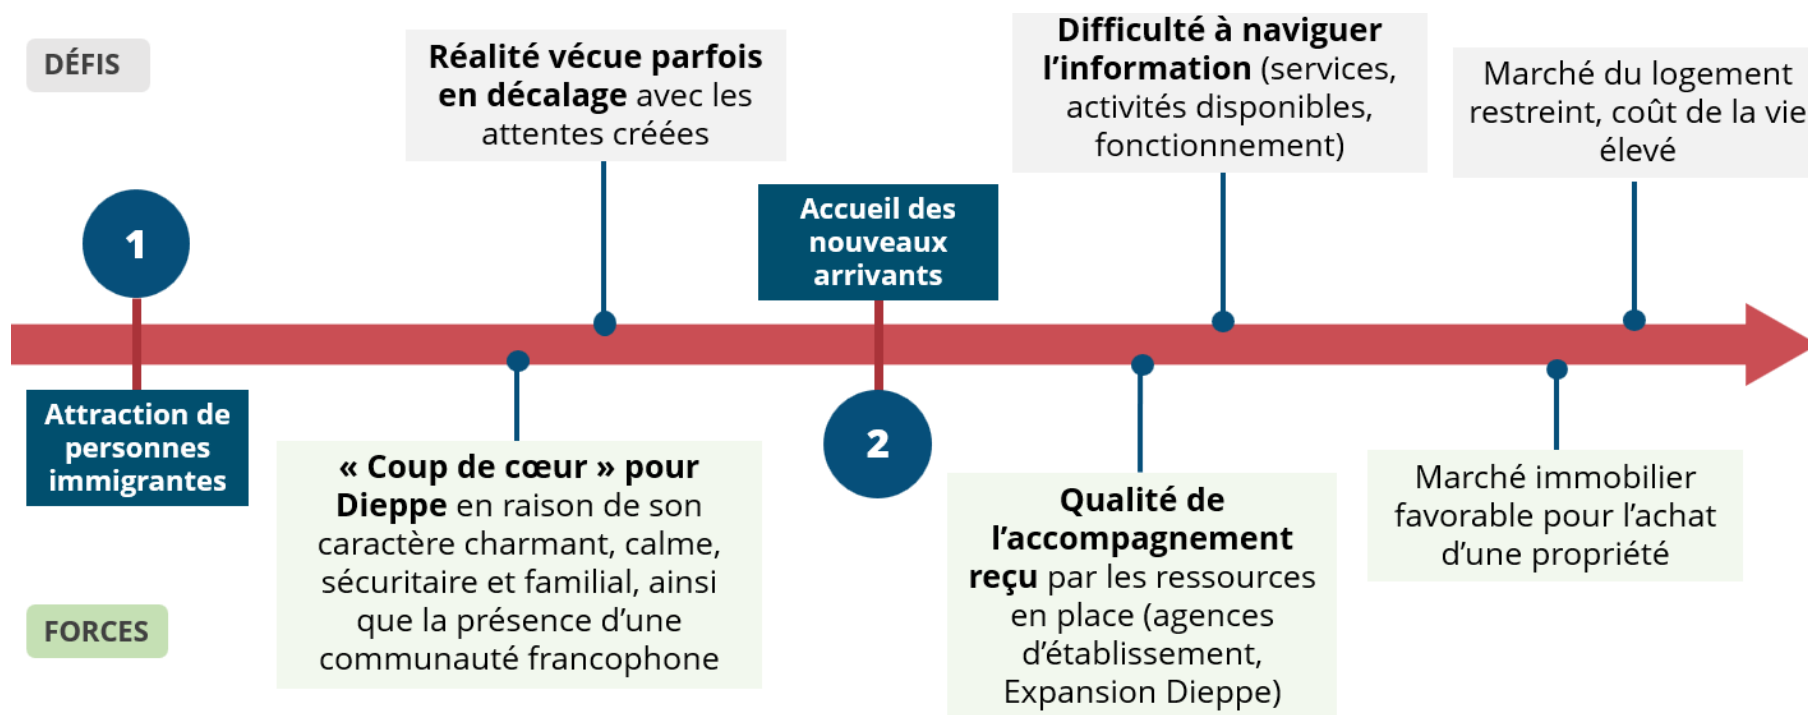 DÉFIS
Réalité vécue parfois
en décalage avec les
attentes créées
Difficulté à naviguer
l’information (services,
activités disponibles,
fonctionnement)
Marché du logement
restreint, coût de la vie
élevé
1
Accueil des
nouveaux
arrivants
Attraction de
personnes
immigrantes
2
« Coup de cœur » pour
Dieppe en raison de son
caractère charmant, calme,
sécuritaire et familial, ainsi
que la présence d’une
communauté francophone
Qualité de
l’accompagnement
reçu par les ressources
en place (agences
d’établissement,
Expansion Dieppe)
Marché immobilier
favorable pour l’achat
d’une propriété
FORCES